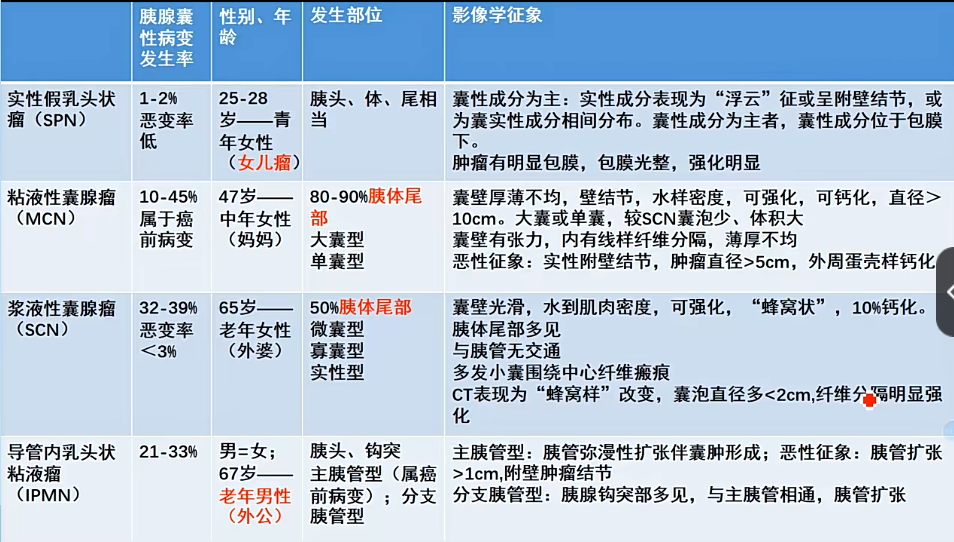 胰腺囊性病变发生率
性别、年龄
发生部位
影像学征象
实性假乳头状瘤（SPN）
1-2%
恶变率低
25-28
岁——青年女性
（女儿瘤）
胰头、体、尾相当
囊性成分为主：实性成分表现为“浮云”征或呈附壁结节，或
为囊实性成分相间分布。囊性成分为主者，囊性成分位于包膜
下。
肿瘤有明显包膜，包膜光整，强化明显
粘液性囊腺瘤
(MCN)
10-45%
属于癌前病变
47岁——
中年女性
（妈妈）
80-90%胰体尾部
大囊型
单囊型
囊壁厚薄不均，壁结节，水样密度，可强化，可钙化，直径＞
10cm。大囊或单囊，较SCN囊泡少、体积大
囊壁有张力，内有线样纤维分隔，薄厚不均
恶性征象：实性附壁结节，肿瘤直径>5cm，外周蛋壳样钙化
浆液性囊腺瘤
(SCN)
32-39%
恶变率
＜3%
65岁——
老年女性
（外婆）
50%胰体尾部
微囊型
寡囊型
实性型
囊壁光滑，水到肌肉密度，可强化，“蜂窝状”，10%钙化。
胰体尾部多见
与胰管无交通
多发小囊围绕中心纤维瘢痕
CT表现为“蜂窝样”改变，囊泡直径多<2cm,纤维分隔明显强
化
导管内乳头状
粘液瘤
（IPMN）
21-33%
男=女；
67岁——
老年男性
（外公）
胰头、钩突
主胰管型（属癌前病变）；分支胰管型
主胰管型：胰管弥漫性扩张伴囊肿形成；恶性征象：胰管扩张
>1cm,附壁肿瘤结节
分支胰管型：胰腺钩突部多见，与主胰管相通，胰管扩张